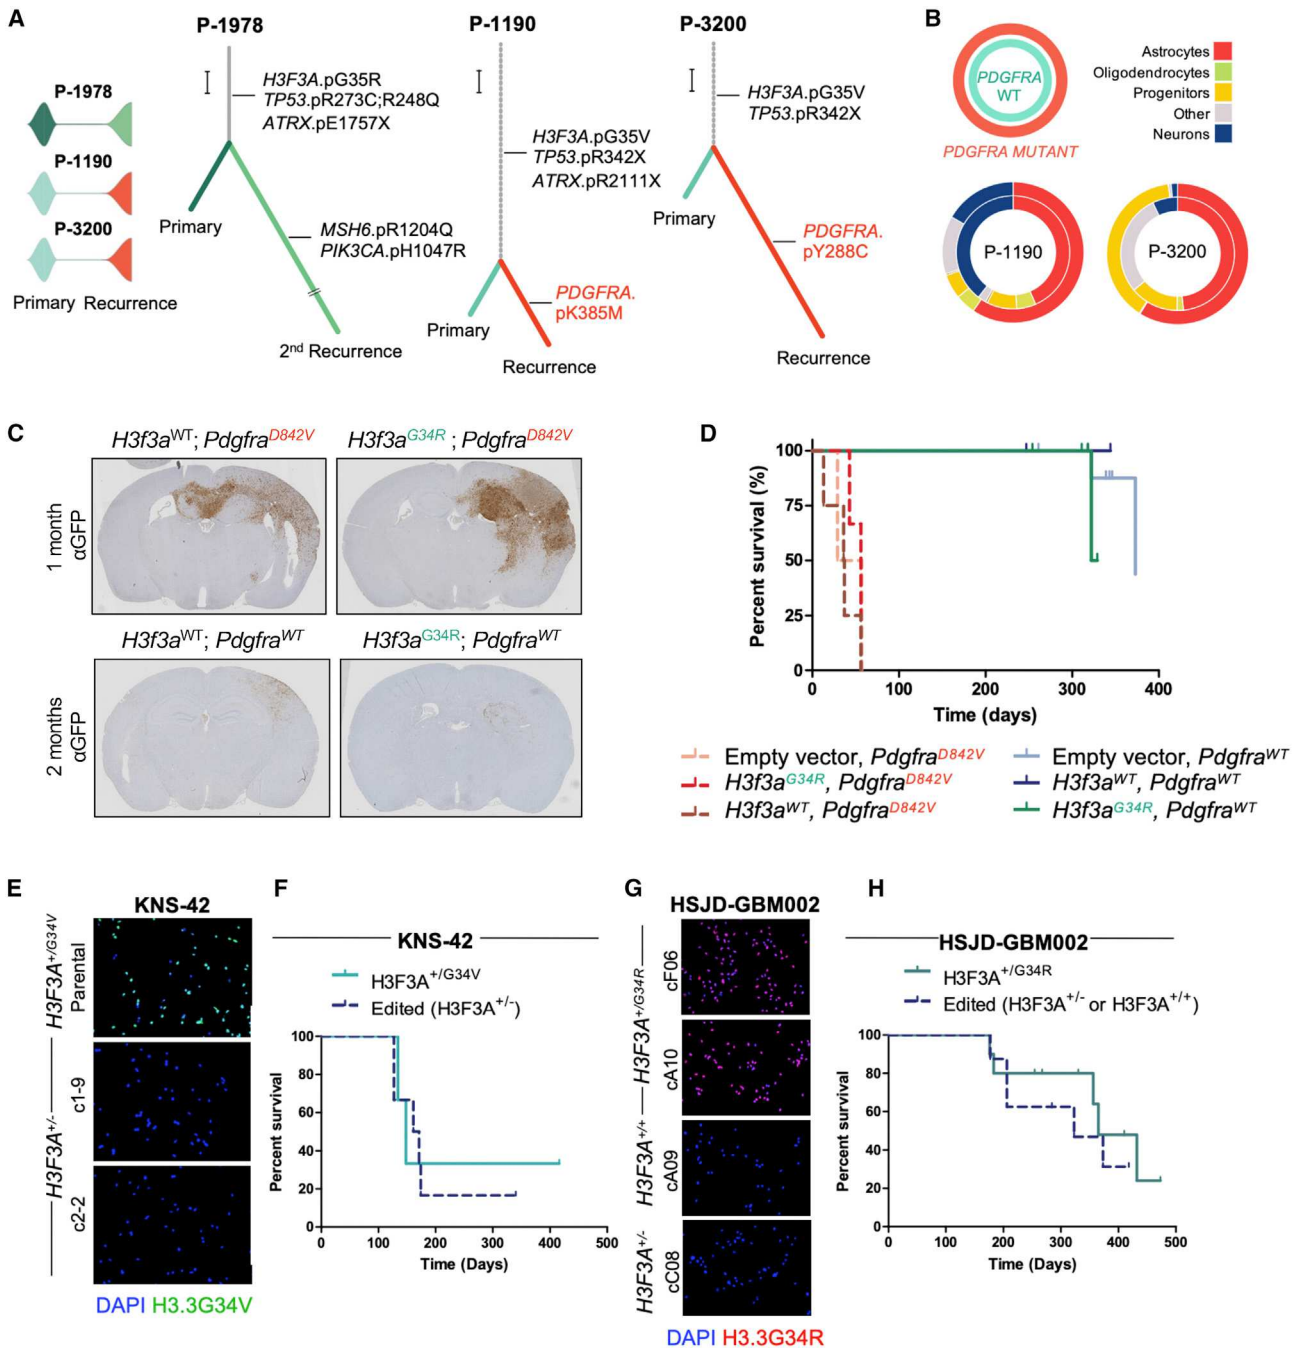 A
P-1978
P-1190
P-3200
Primary Recurrence
P-1978
H3F3A.pG35R
TP53.pR273C;R248Q
ATRX.pE1757X
Primary
MSH6.pR1204Q
PIK3CA.pH1047R
2nd Recurrence
P-1190
H3F3A.pG35V
TP53.pR342X
ATRX.pR2111X
PDGFRA.
pK385M
Primary
Recurrence
P-3200
H3F3A.pG35V
TP53.pR342X
Primary
PDGFRA.
pY288C
Recurrence
B
PDGFRA
WT
PDGFRA MUTANT
Astrocytes
Oligodendrocytes
Progenitors
Other
Neurons
P-1190
P-3200
C
H3f3aWT; PdgfraD842V
H3f3aG34R ; PdgfraD842V
1 month
αGFP
H3f3aWT; PdgfraWT
H3f3aG34R; PdgfraWT
2 months
αGFP
D
Percent survival (%)
100
75
50
25
0
0 100 200 300 400
Time (days)
Empty vector, PdgfraD842V
H3f3aG34R, PdgfraD842V
H3f3aWT, PdgfraD842V
Empty vector, PdgfraWT
H3f3aWT, PdgfraWT
H3f3aG34R, PdgfraWT
E
KNS-42
H3F3A+/G34V
Parental
H3F3A+/-
c1-9
c2-2
DAPI H3.3G34V
F
KNS-42
H3F3A+/G34V
Edited (H3F3A+/-)
Percent survival
100
80
60
40
20
0
0 100 200 300 400 500
Time (Days)
G
HSJD-GBM002
H3F3A+/G34R
cF06
cA10
H3F3A+/+
cA09
H3F3A+/-
cC08
DAPI H3.3G34R
H
HSJD-GBM002
H3F3A+/G34R
Edited (H3F3A+/- or H3F3A+/+)
Percent survival
100
80
60
40
20
0
0 100 200 300 400 500
Time (Days)